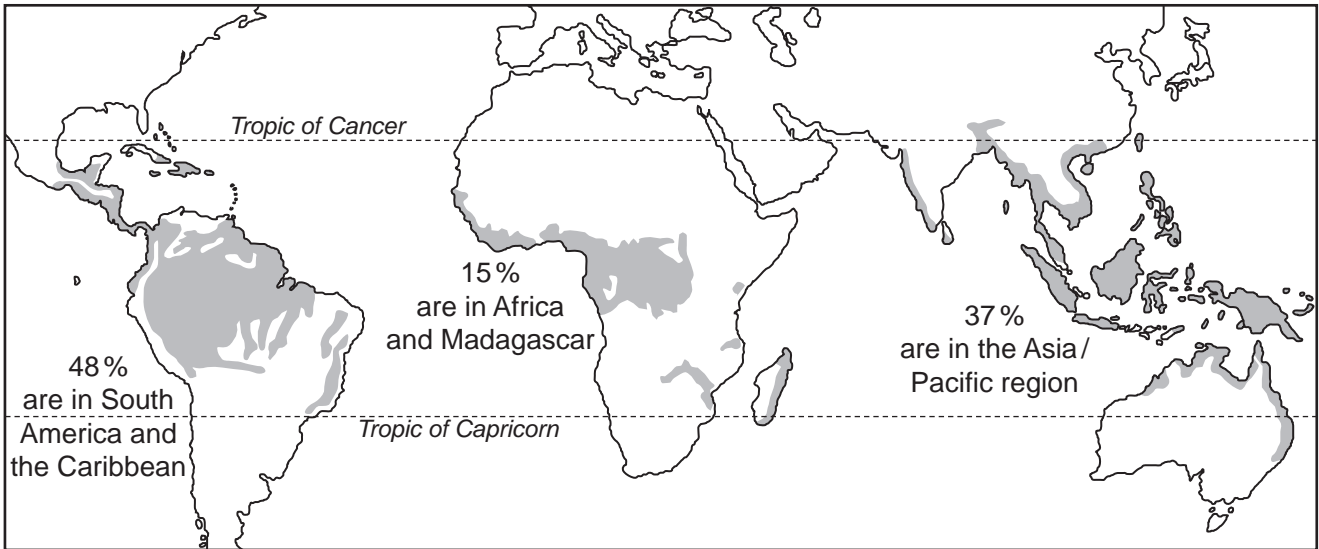 Tropic of Cancer
15%
are in Africa
and Madagascar
37%
are in the Asia/
Pacific region
48%
are in South
America and
the Caribbean
Tropic of Capricorn